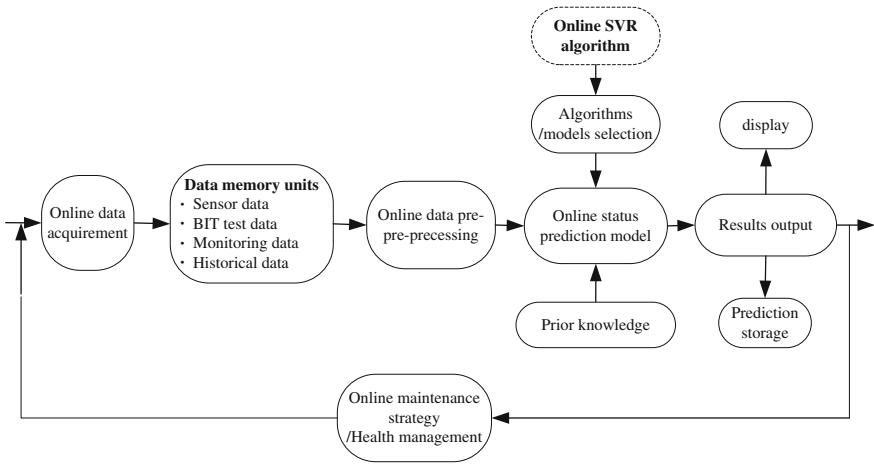 Online SVR
algorithm
Algorithms
/models selection
display
Data memory units
· Sensor data
· BIT test data
· Monitoring data
· Historical data
Online data
acquirement
Online data pre-
pre-precessing
Online status
prediction model
Results output
Prior knowledge
Prediction
storage
Online maintenance
strategy
/Health management